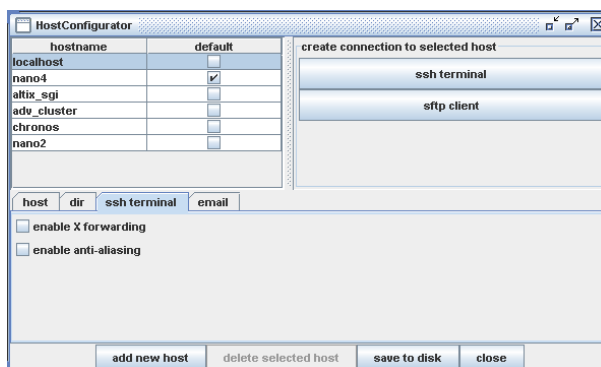 HostConfigurator
hostname default
localhost
nano4
altix_sgi
adv_cluster
chronos
nano2
create connection to selected host
ssh terminal
sftp client
host dir ssh terminal email
enable X forwarding
enable anti-aliasing
add new host delete selected host save to disk close